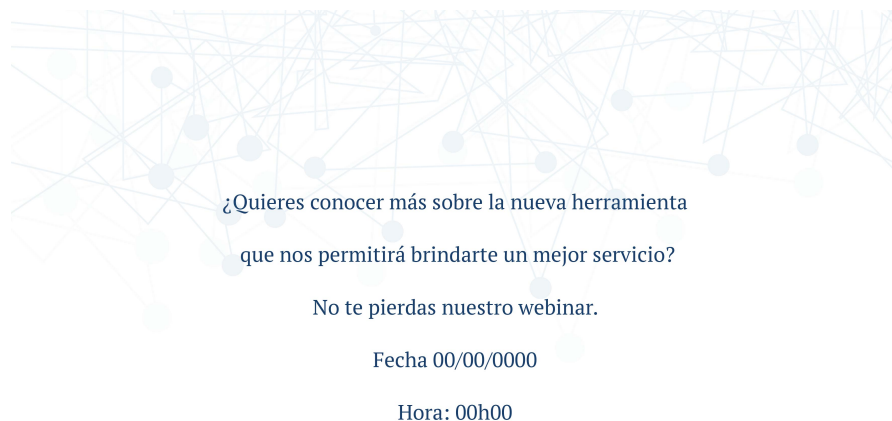 ¿Quieres conocer más sobre la nueva herramienta
que nos permitirá brindarte un mejor servicio?
No te pierdas nuestro webinar.
Fecha 00/00/0000
Hora: 00h00